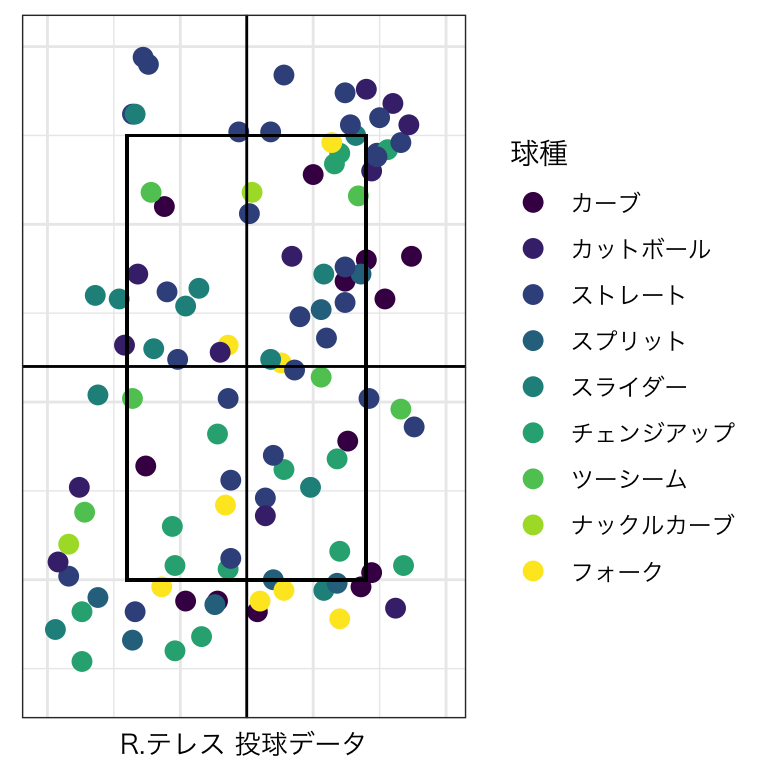 球種
カーブ
カットボール
ストレート
スプリット
スライダー
チェンジアップ
ツーシーム
ナックルカーブ
フォーク
R.テレス 投球データ